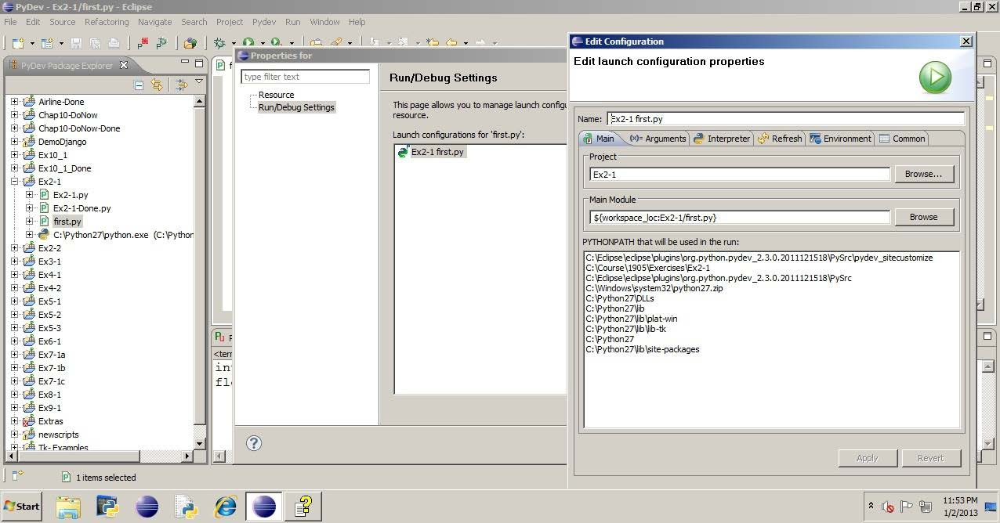 PyDev - Ex2-1/first.py - Eclipse
File Edit Source Refactoring Navigate Search Project Pydev Run Window Help
PyDev Package Explorer
Airline-Done
Chap10-DoNow
Chap10-DoNow-Done
DemoDjango
Ex10_1
Ex10_1_Done
Ex2-1
Ex2-1.py
Ex2-1-Done.py
first.py
C:\Python27\python.exe (C:\Python
Ex2-2
Ex3-1
Ex4-1
Ex4-2
Ex5-1
Ex5-2
Ex5-3
Ex6-1
Ex7-1a
Ex7-1b
Ex7-1c
Ex8-1
Ex9-1
Extras
newscripts
Tk-Examples
1 items selected
<terr
in
fl
Properties for
type filter text
Resource
Run/Debug Settings
Run/Debug Settings
This page allows you to manage launch configu
resource.
Launch configurations for 'first.py':
Ex2-1 first.py
Edit Configuration
Edit launch configuration properties
Name: Ex2-1 first.py
Main (x)= Arguments Interpreter Refresh Environment Common
Project
Ex2-1 Browse...
Main Module
${workspace_loc:Ex2-1/first.py} Browse
PYTHONPATH that will be used in the run:
C:\Eclipse\eclipse\plugins\org.python.pydev_2.3.0.2011121518\PySrc\pydev_sitecustomize
C:\Course\1905\Exercises\Ex2-1
C:\Eclipse\eclipse\plugins\org.python.pydev_2.3.0.2011121518\PySrc
C:\Windows\system32\python27.zip
C:\Python27\DLLs
C:\Python27\lib
C:\Python27\lib\plat-win
C:\Python27\lib\lib-tk
C:\Python27
C:\Python27\lib\site-packages
Apply Revert
Start
11:53 PM
1/2/2013